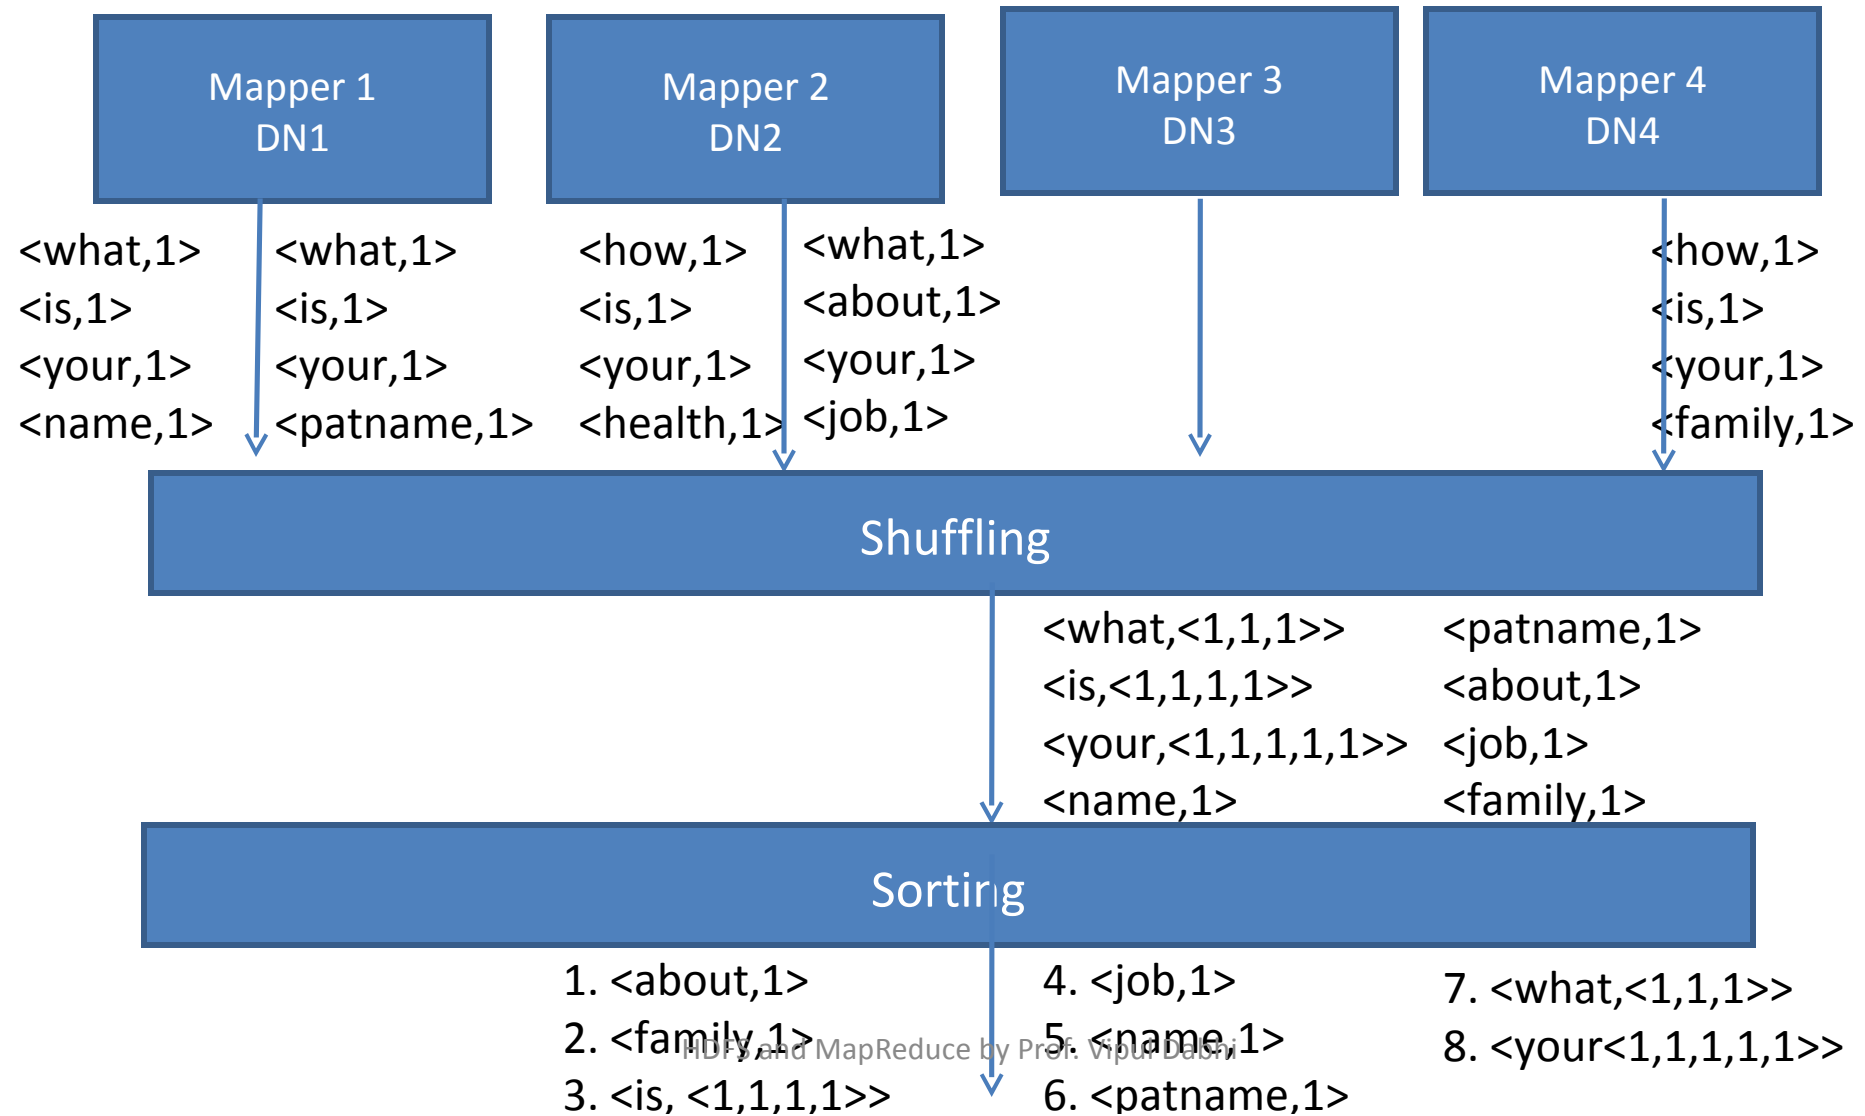 Mapper 1
DN1
Mapper 2
DN2
Mapper 3
DN3
Mapper 4
DN4
<what,1>
<is,1>
<your,1>
<name,1>
<what,1>
<is,1>
<your,1>
<patname,1>
<how,1>
<is,1>
<your,1>
<health,1>
<what,1>
<about,1>
<your,1>
<job,1>
<how,1>
<is,1>
<your,1>
<family,1>
Shuffling
<what,<1,1,1>>
<is,<1,1,1,1>>
<your,<1,1,1,1,1>>
<name,1>
<patname,1>
<about,1>
<job,1>
<family,1>
Sorting
1. <about,1>
2. <family,1>
3. <is, <1,1,1,1>>
4. <job,1>
5. <name,1>
6. <patname,1>
7. <what,<1,1,1>>
8. <your<1,1,1,1,1>>
HDFS and MapReduce by Prof. Vipul Dabhi